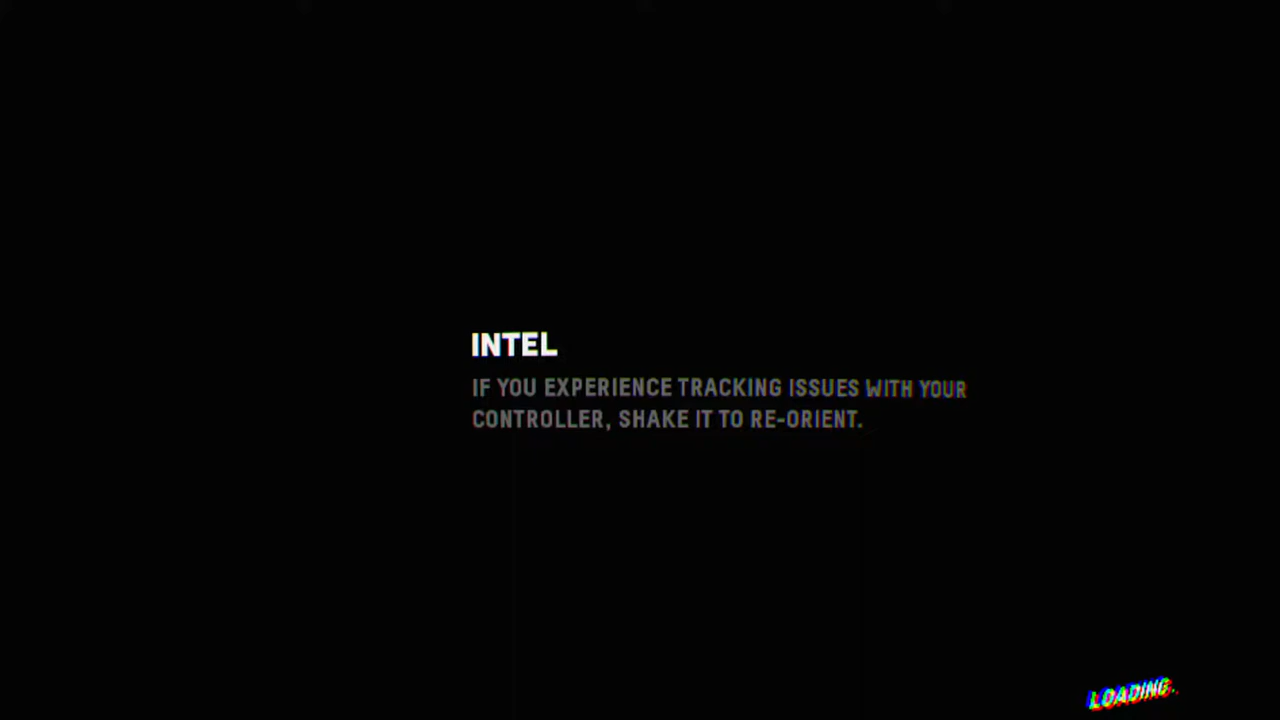 INTEL
IF YOU EXPERIENCE TRACKING ISSUES WITH YOUR
CONTROLLER, SHAKE IT TO RE-ORIENT.
LOADING..